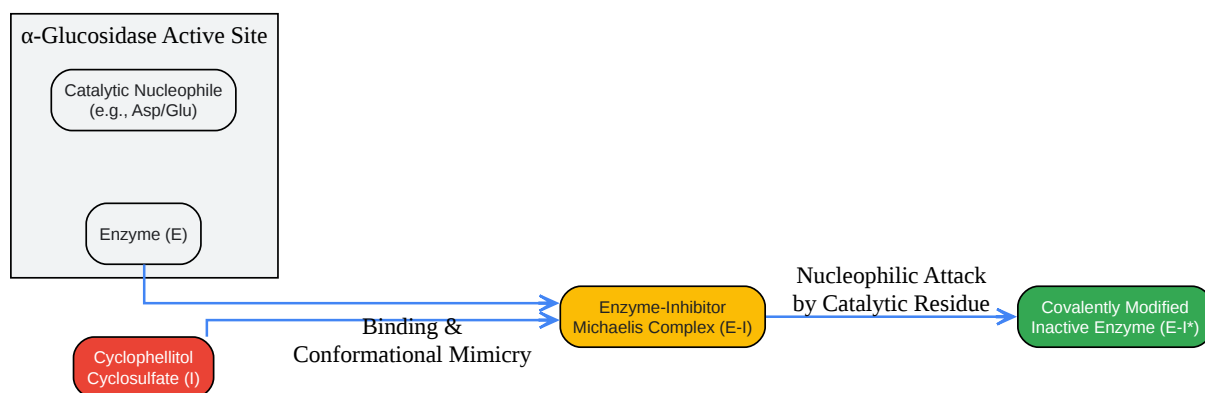 α-Glucosidase Active Site
Catalytic Nucleophile
(e.g., Asp/Glu)
Enzyme (E)
Cyclophellitol
Cyclosulfate (I)
Binding &
Conformational Mimicry
Enzyme-Inhibitor
Michaelis Complex (E-I)
Nucleophilic Attack
by Catalytic Residue
Covalently Modified
Inactive Enzyme (E-I*)